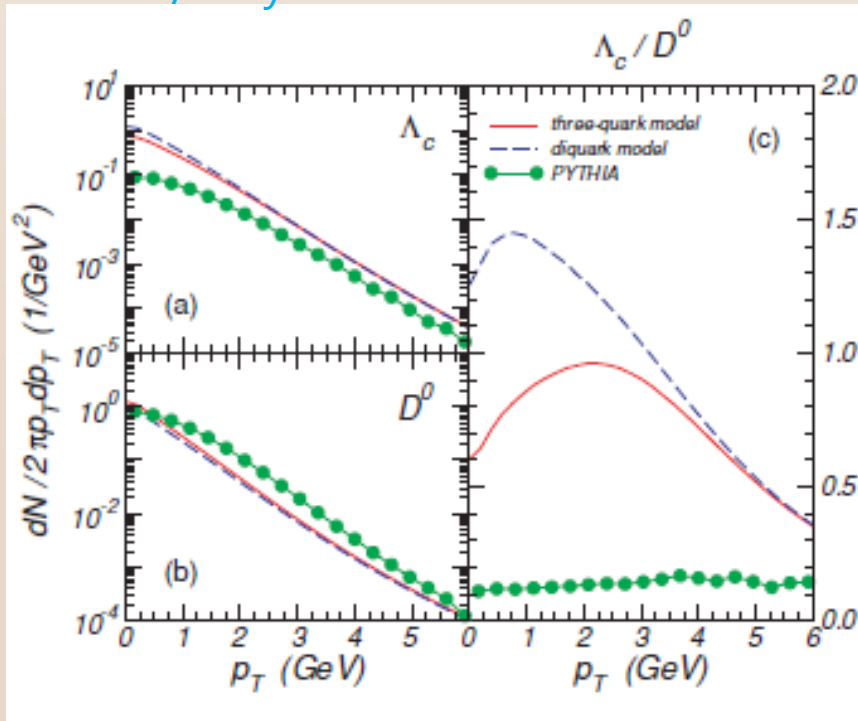 Λc / D⁰
10¹
10⁻¹
10⁻³
10⁻⁵
Λc
(a)
10⁰
10⁻²
10⁻⁴
D⁰
(b)
dN / 2πpT dpT (1/GeV²)
three-quark model
diquark model
PYTHIA
(c)
2.0
1.5
1.0
0.5
0.0
0 1 2 3 4 5 0 1 2 3 4 5 6
pT (GeV) pT (GeV)